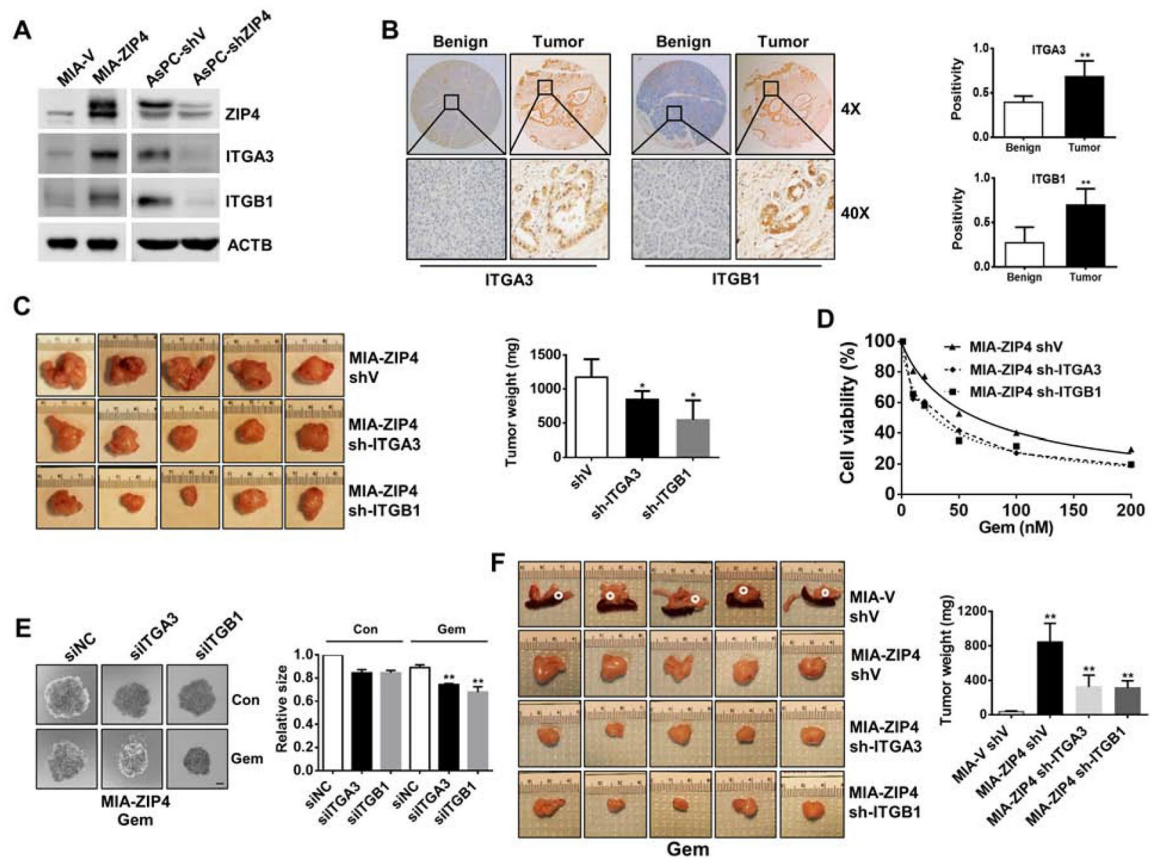 A
MIA-V
MIA-ZIP4
AsPC-shV
AsPC-shZIP4
ZIP4
ITGA3
ITGB1
ACTB
B
Benign Tumor Benign Tumor
4X
40X
ITGA3 ITGB1
ITGA3
Positivity
1.0
0.5
0.0
**
Benign Tumor
ITGB1
Positivity
1.0
0.5
0.0
**
Benign Tumor
C
MIA-ZIP4
shV
MIA-ZIP4
sh-ITGA3
MIA-ZIP4
sh-ITGB1
Tumor weight (mg)
1500
1000
500
0
*
*
shV
sh-ITGA3
sh-ITGB1
D
Cell viability (%)
100
80
60
40
20
0
MIA-ZIP4 shV
MIA-ZIP4 sh-ITGA3
MIA-ZIP4 sh-ITGB1
0 50 100 150 200
Gem (nM)
E
siNC
siITGA3
siITGB1
Con
Gem
MIA-ZIP4
Gem
Con Gem
Relative size
1.0
0.8
0.6
0.4
0.2
0.0
**
**
siNC
siITGA3
siITGB1
siNC
siITGA3
siITGB1
F
MIA-V
shV
MIA-ZIP4
shV
MIA-ZIP4
sh-ITGA3
MIA-ZIP4
sh-ITGB1
Gem
Tumor weight (mg)
1200
800
400
0
**
**
**
MIA-V shV
MIA-ZIP4 shV
MIA-ZIP4 sh-ITGA3
MIA-ZIP4 sh-ITGB1